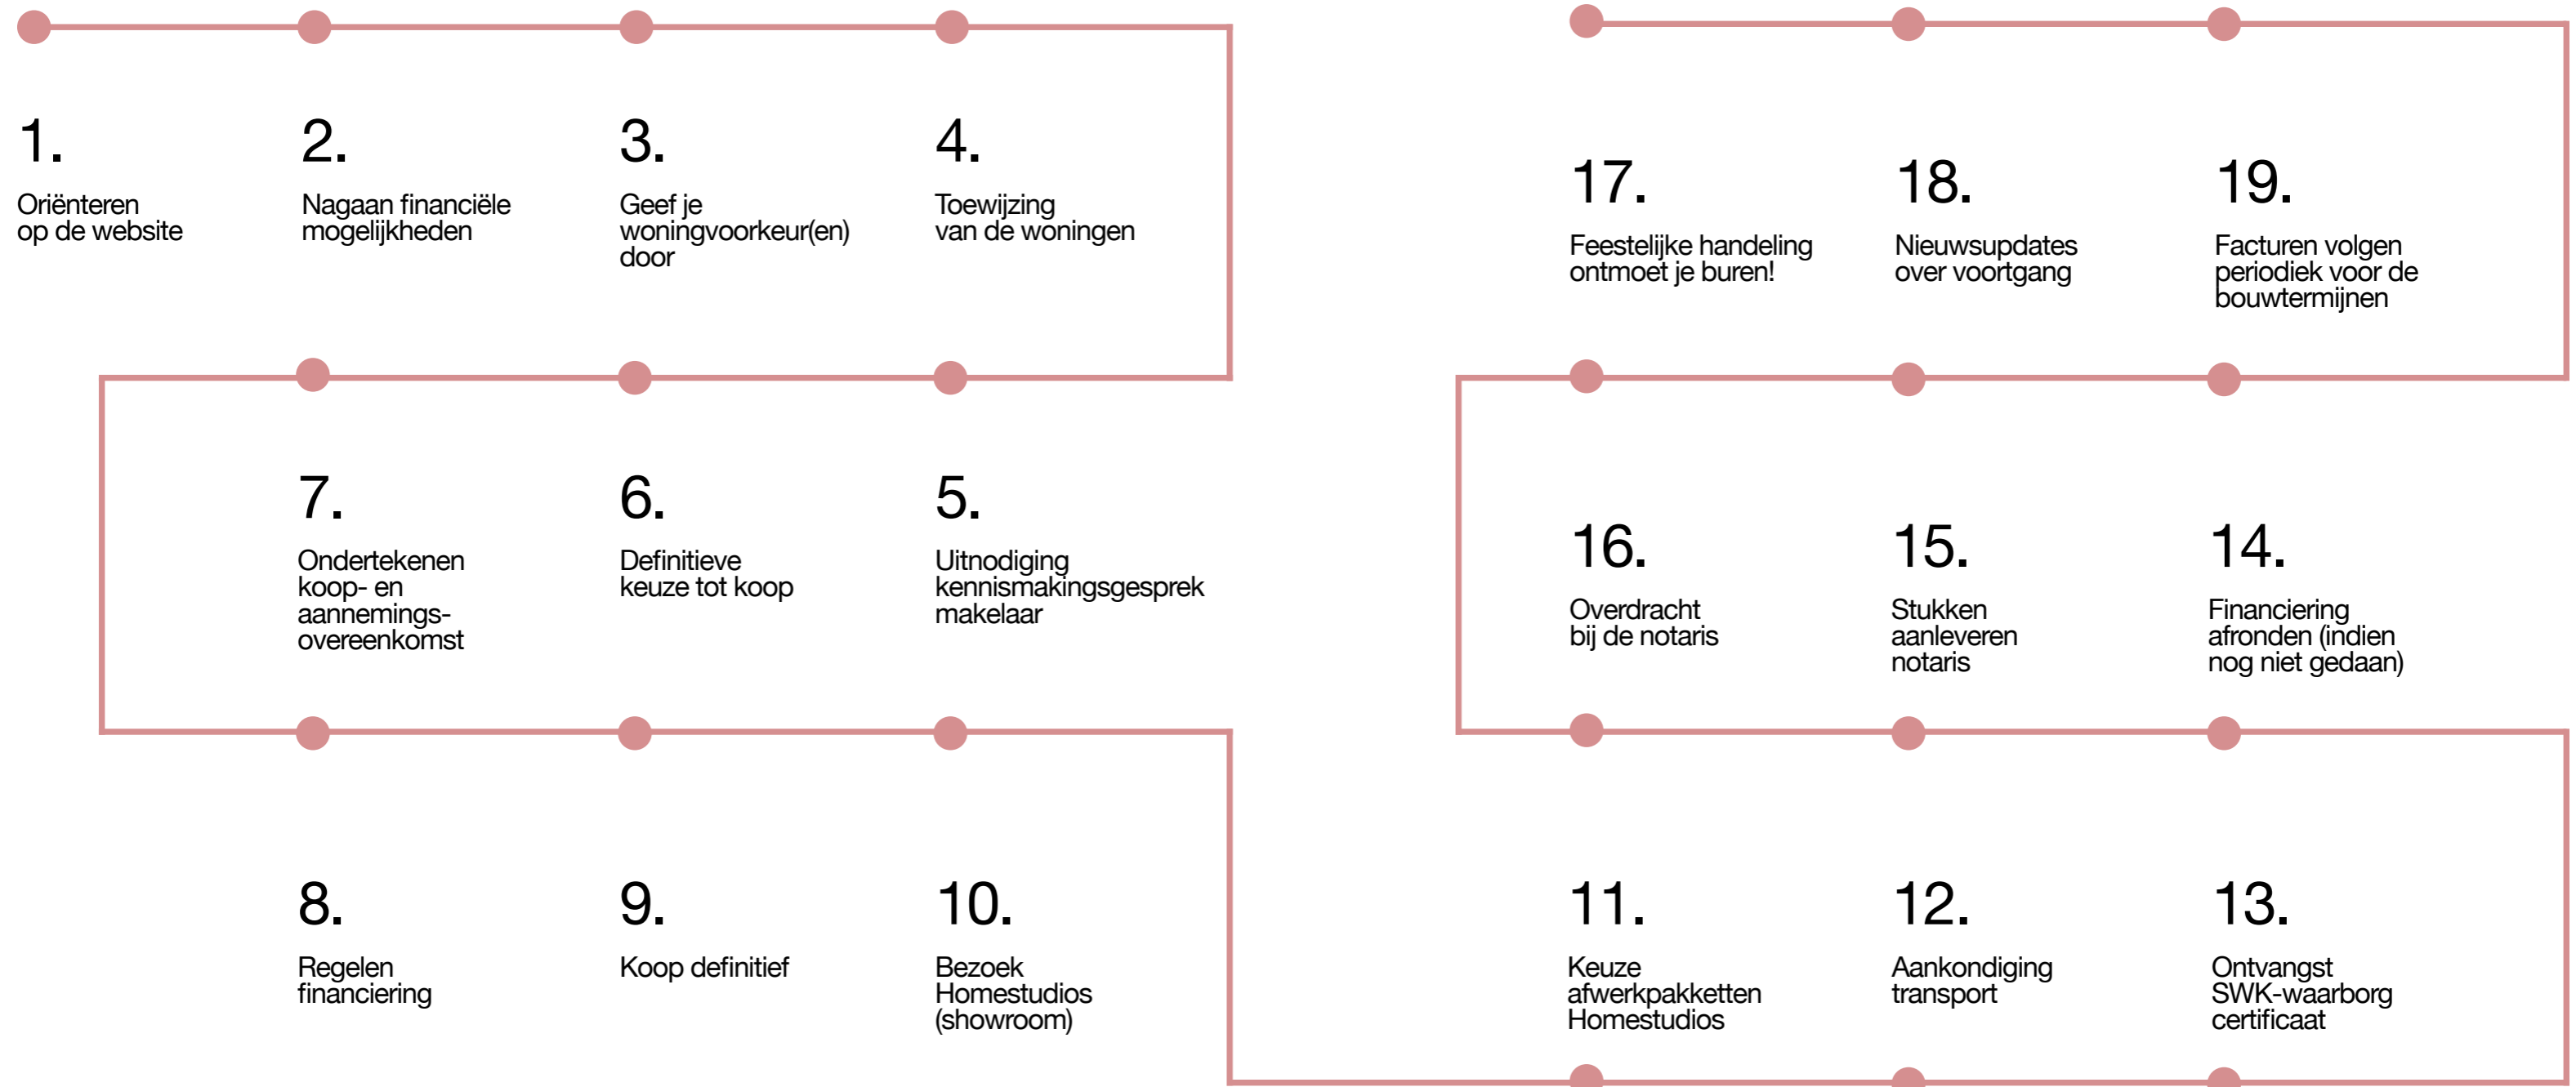 1.
Oriënteren
op de website
2.
Nagaan financiële
mogelijkheden
3.
Geef je
woningvoorkeur(en)
door
4.
Toewijzing
van de woningen
5.
Uitnodiging
kennismakingsgesprek
makelaar
6.
Definitieve
keuze tot koop
7.
Ondertekenen
koop- en
aannemings-
overeenkomst
8.
Regelen
financiering
9.
Koop definitief
10.
Bezoek
Homestudios
(showroom)
11.
Keuze
afwerkpakketten
Homestudios
12.
Aankondiging
transport
13.
Ontvangst
SWK-waarborg
certificaat
14.
Financiering
afronden (indien
nog niet gedaan)
15.
Stukken
aanleveren
notaris
16.
Overdracht
bij de notaris
17.
Feestelijke handeling
ontmoet je buren!
18.
Nieuwsupdates
over voortgang
19.
Facturen volgen
periodiek voor de
bouwtermijnen